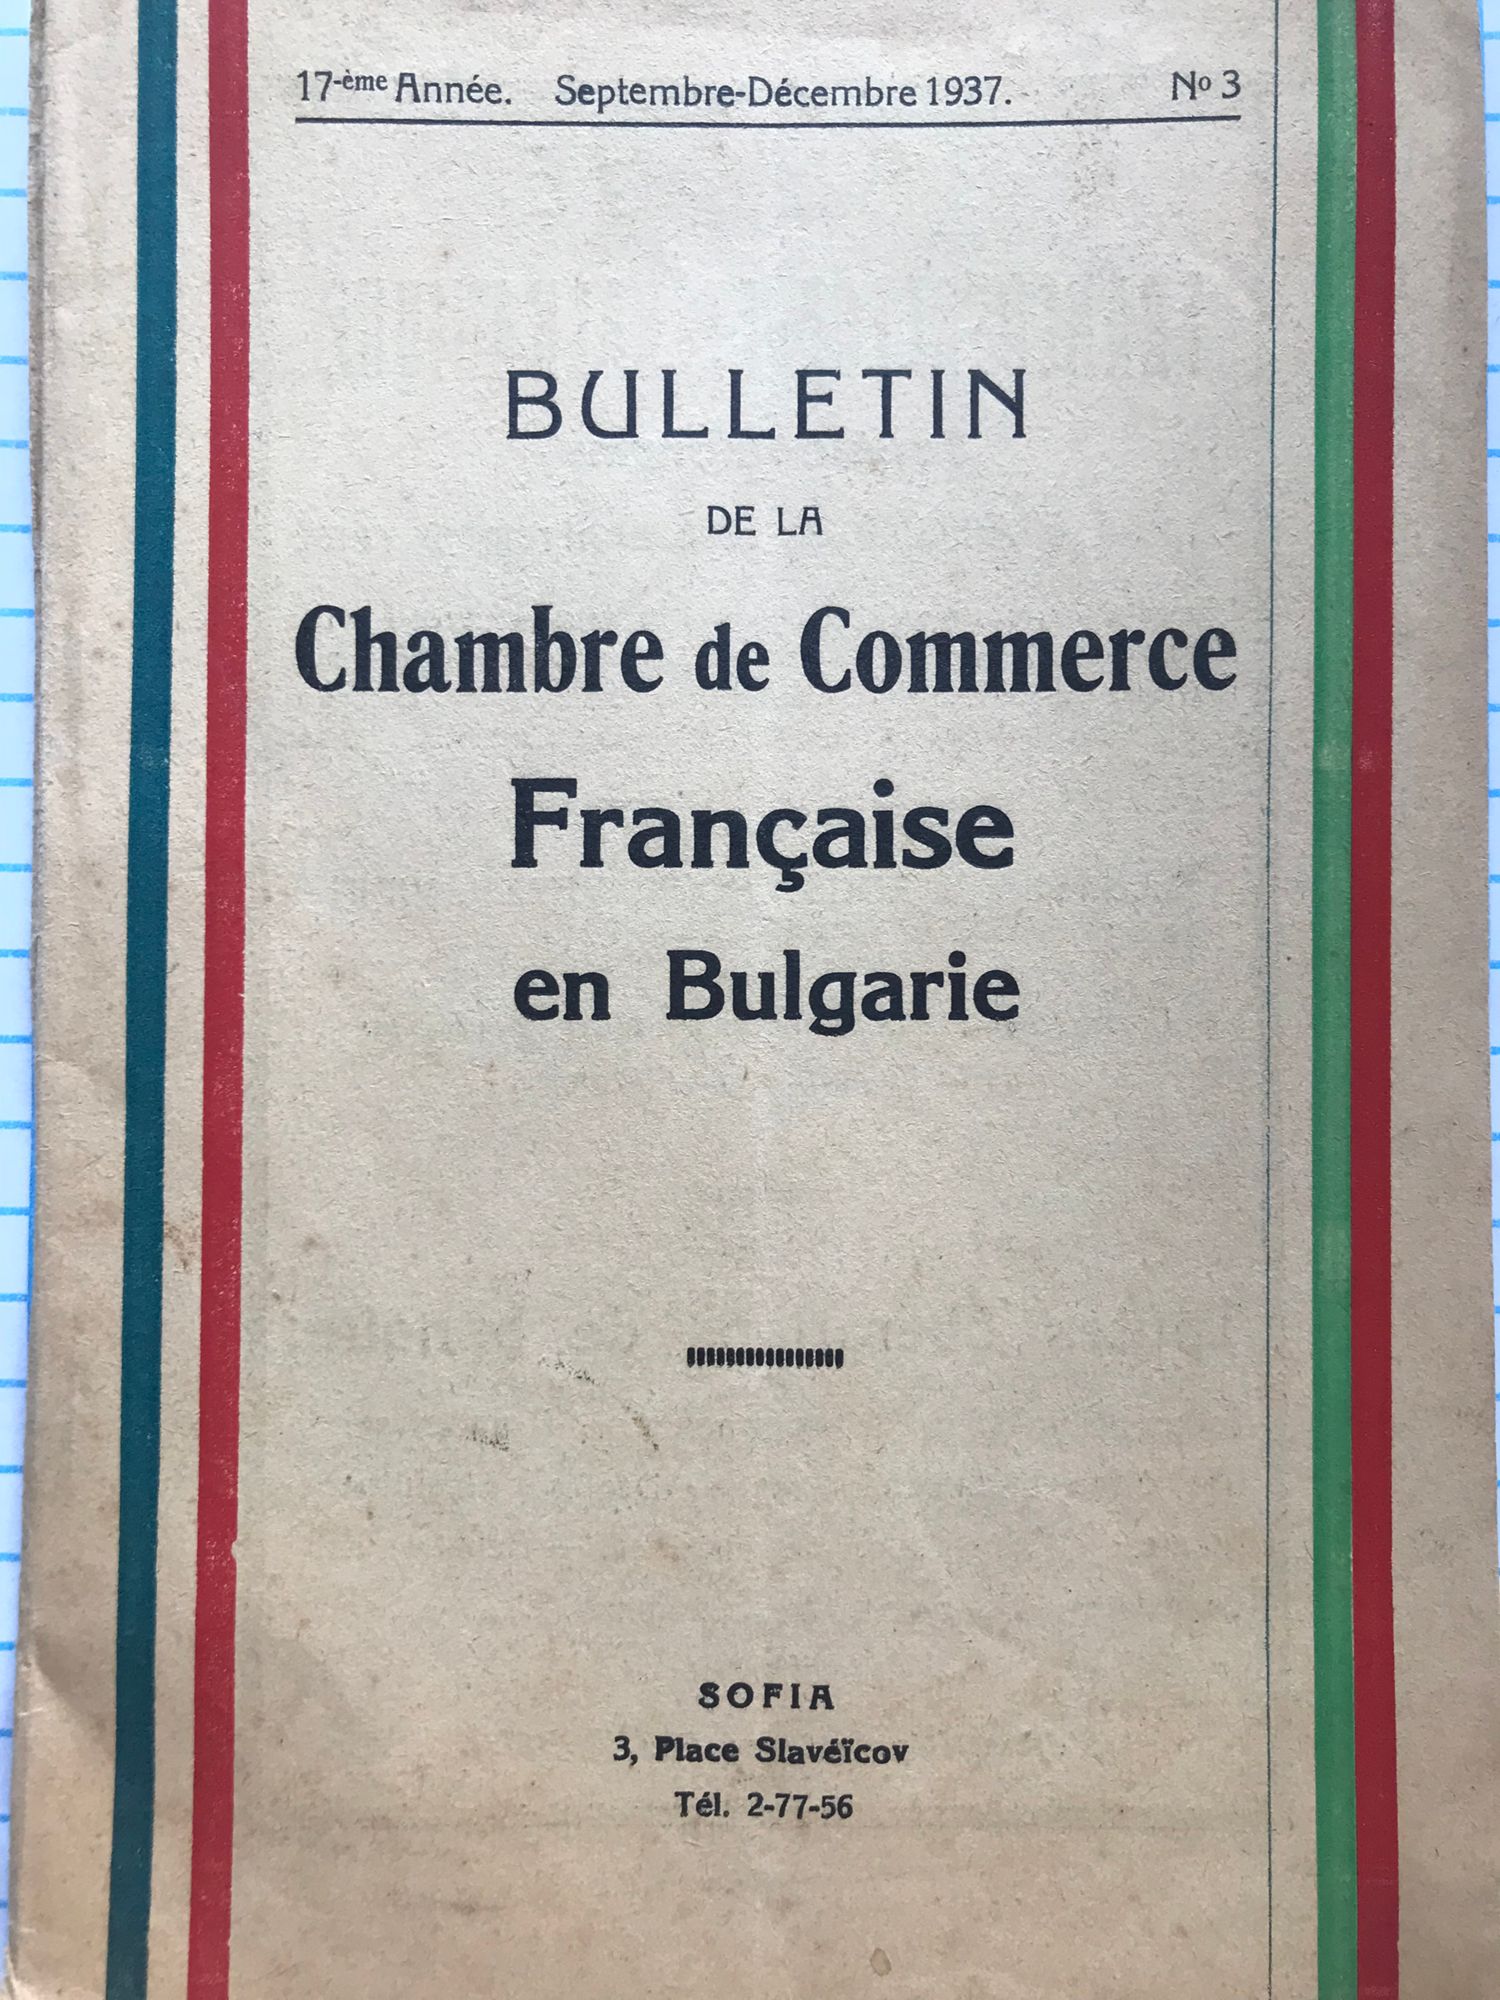 17-ème Année. Septembre-Décembre 1937. No 3
BULLETIN
DE LA
Chambre de Commerce
Française
en Bulgarie
SOFIA
3, Place Slavéïcov
Tél. 2-77-56